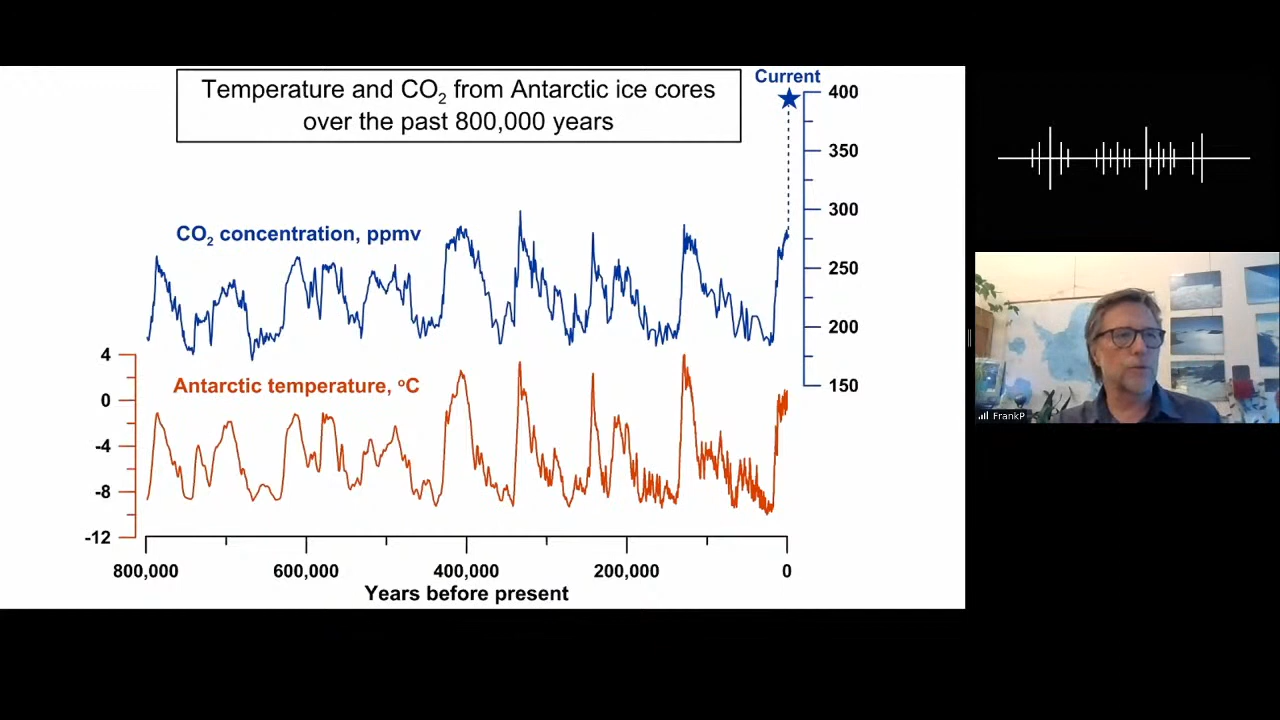 Temperature and CO₂ from Antarctic ice cores
over the past 800,000 years
Current
400
350
300
250
200
150
CO₂ concentration, ppmv
4
0
-4
-8
-12
Antarctic temperature, °C
800,000
600,000
400,000
200,000
0
Years before present
FrankP